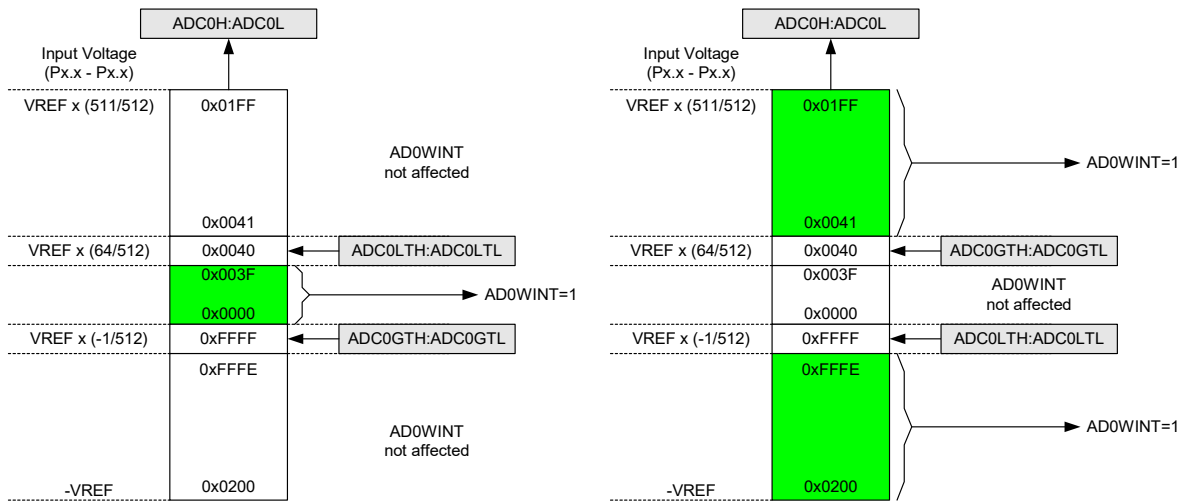 ADC0H:ADC0L
Input Voltage
(Px.x - Px.x)
VREF x (511/512)
0x01FF
AD0WINT
not affected
0x0041
VREF x (64/512)
0x0040
ADC0LTH:ADC0LTL
0x003F
AD0WINT=1
0x0000
VREF x (-1/512)
0xFFFF
ADC0GTH:ADC0GTL
0xFFFE
AD0WINT
not affected
-VREF
0x0200
ADC0H:ADC0L
Input Voltage
(Px.x - Px.x)
VREF x (511/512)
0x01FF
AD0WINT=1
0x0041
VREF x (64/512)
0x0040
ADC0GTH:ADC0GTL
0x003F
AD0WINT
not affected
0x0000
VREF x (-1/512)
0xFFFF
ADC0LTH:ADC0LTL
0xFFFE
AD0WINT=1
-VREF
0x0200